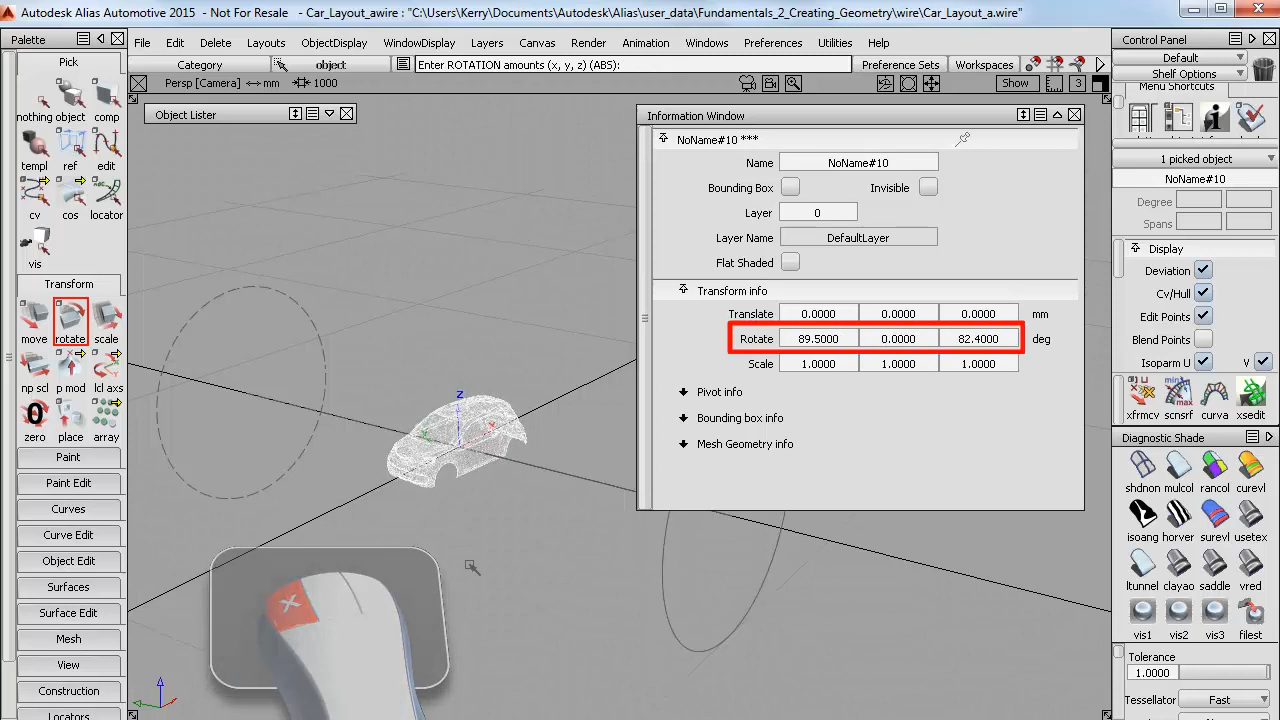 Autodesk Alias Automotive 2015 - Not For Resale - Car_Layout_awire : "C:\Users\Kerry\Documents\Autodesk\Alias\user_data\Fundamentals_2_Creating_Geometry\wire\Car_Layout_a.wire"
Palette
File Edit Delete Layouts ObjectDisplay WindowDisplay Layers Canvas Render Animation Windows Preferences Utilities Help
Control Panel
Category object Enter ROTATION amounts (x, y, z) (ABS): Preference Sets Workspaces
Default
Shelf Options
Pick
Persp [Camera] <-> mm 1000 Show 3
Menu Shortcuts
nothing object comp
Object Lister
Information Window
NoName#10 ***
templ ref edit
Name NoName#10
1 picked object
NoName#10
Bounding Box Invisible
Degree
cv cos locator
Layer 0
Spans
Layer Name DefaultLayer
vis
Flat Shaded
Display
Deviation
Transform
Transform info
Cv/Hull
Translate 0.0000 0.0000 0.0000 mm
Edit Points
move rotate scale
Rotate 89.5000 0.0000 82.4000 deg
Blend Points
Scale 1.0000 1.0000 1.0000
Isoparm U V
np scl p mod lcl axs
Pivot info
xfrmcv scnsrf curva xsedit
Bounding box info
zero place array
Mesh Geometry info
Diagnostic Shade
Paint
Paint Edit
shdnon mulcol rancol curevl
Curves
Curve Edit
isoang horver surevl usetex
Object Edit
Surfaces
ltunnel clayao saddle vred
Surface Edit
Mesh
vis1 vis2 vis3 filest
View
Tolerance
1.0000
Construction
Tessellator Fast
Locators
z
x